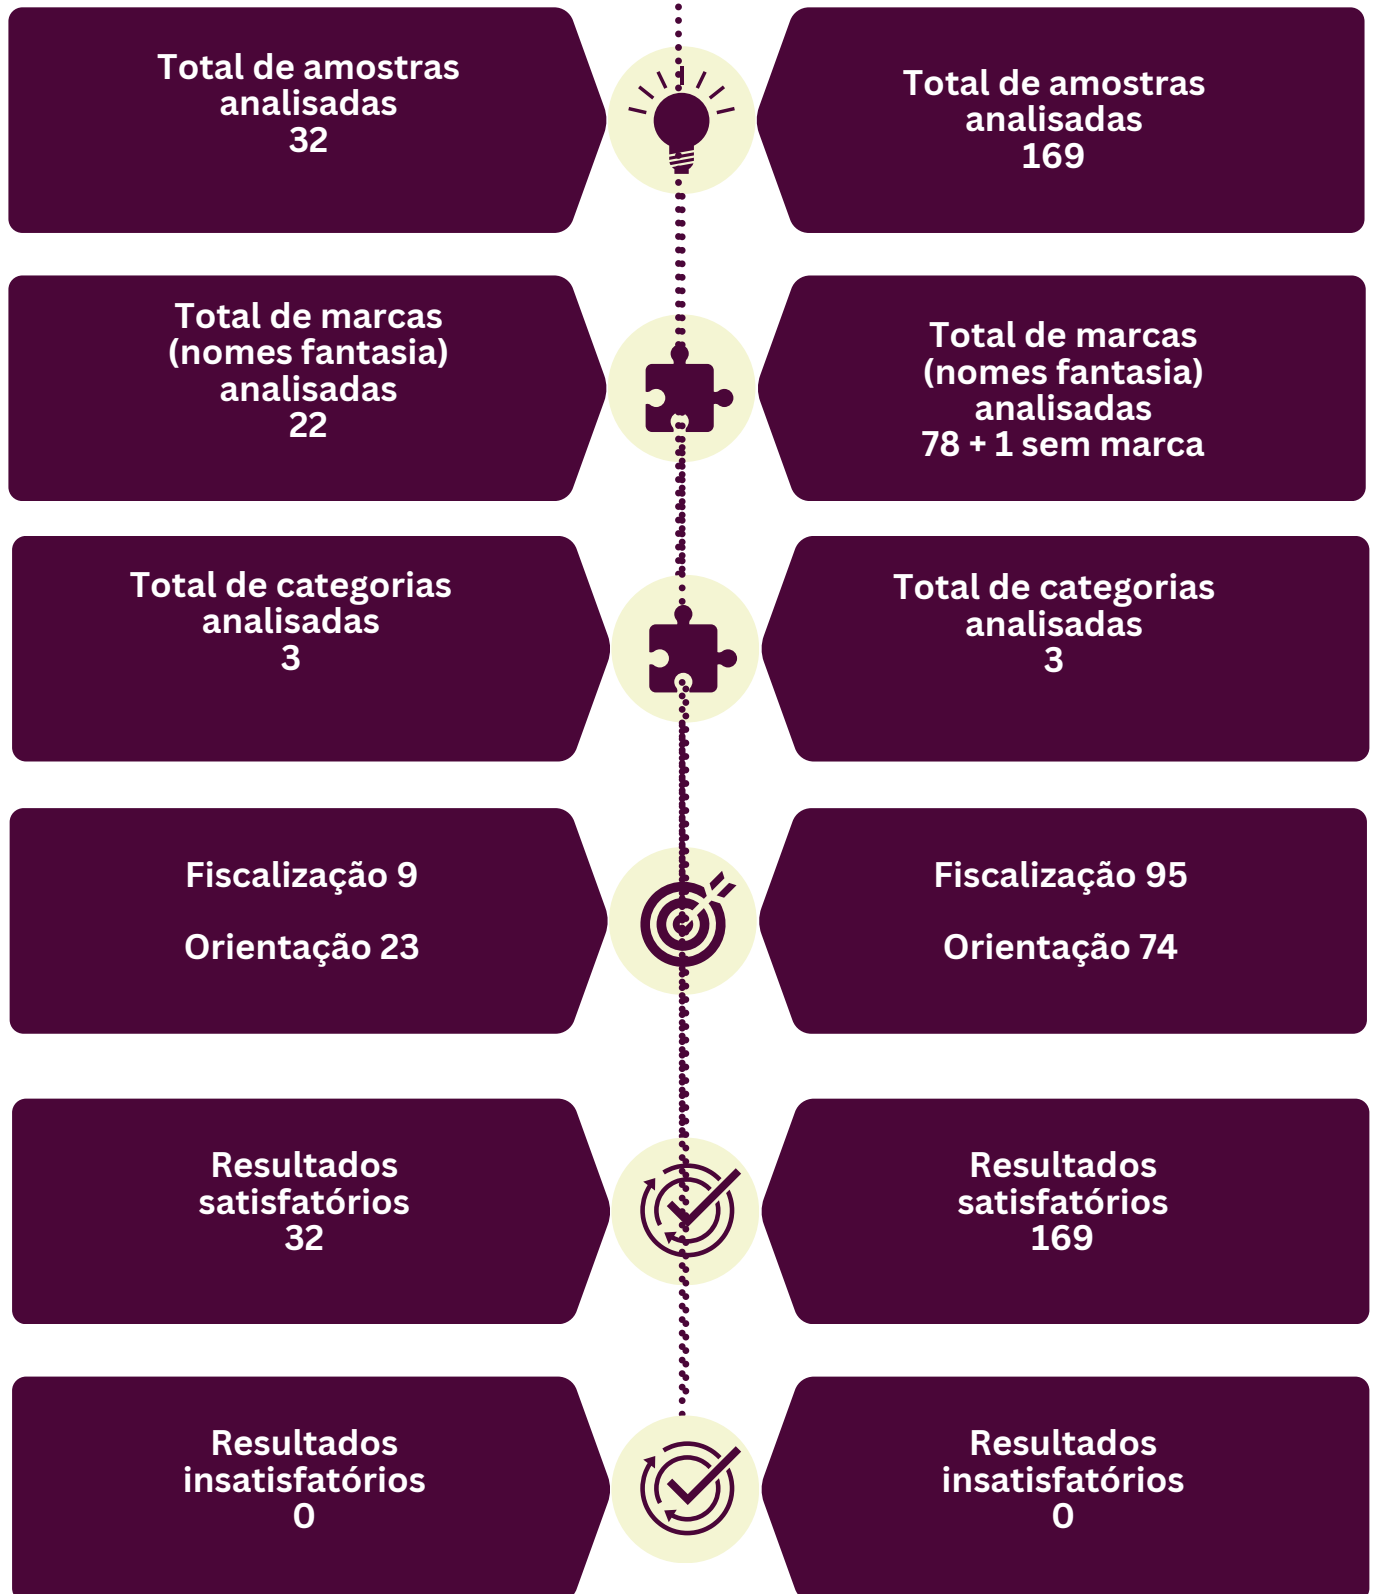 Total de amostras
analisadas
32
Total de amostras
analisadas
169
Total de marcas
(nomes fantasia)
analisadas
22
Total de marcas
(nomes fantasia)
analisadas
78 + 1 sem marca
Total de categorias
analisadas
3
Total de categorias
analisadas
3
Fiscalização 9
Orientação 23
Fiscalização 95
Orientação 74
Resultados
satisfatórios
32
Resultados
satisfatórios
169
Resultados
insatisfatórios
0
Resultados
insatisfatórios
0